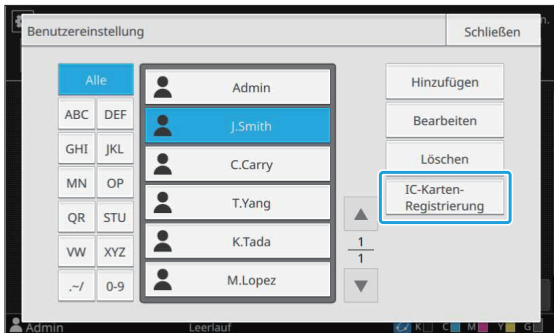 Benutzereinstellung
Schließen
Alle
ABC DEF
GHI JKL
MN OP
QR STU
VW XYZ
.~/ 0-9
Admin
J.Smith
C.Carry
T.Yang
K.Tada
M.Lopez
1
1
Hinzufügen
Bearbeiten
Löschen
IC-Karten-
Registrierung
Admin Leerlauf K C M Y G